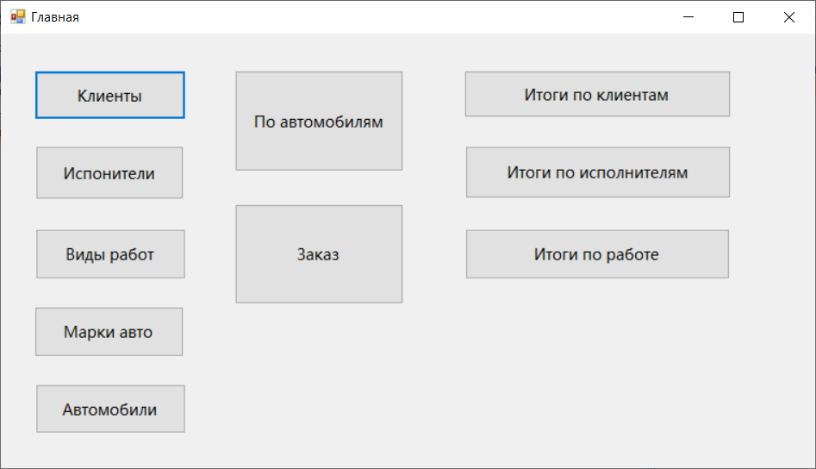 Главная
Клиенты
Испонители
Виды работ
Марки авто
Автомобили
По автомобилям
Заказ
Итоги по клиентам
Итоги по исполнителям
Итоги по работе